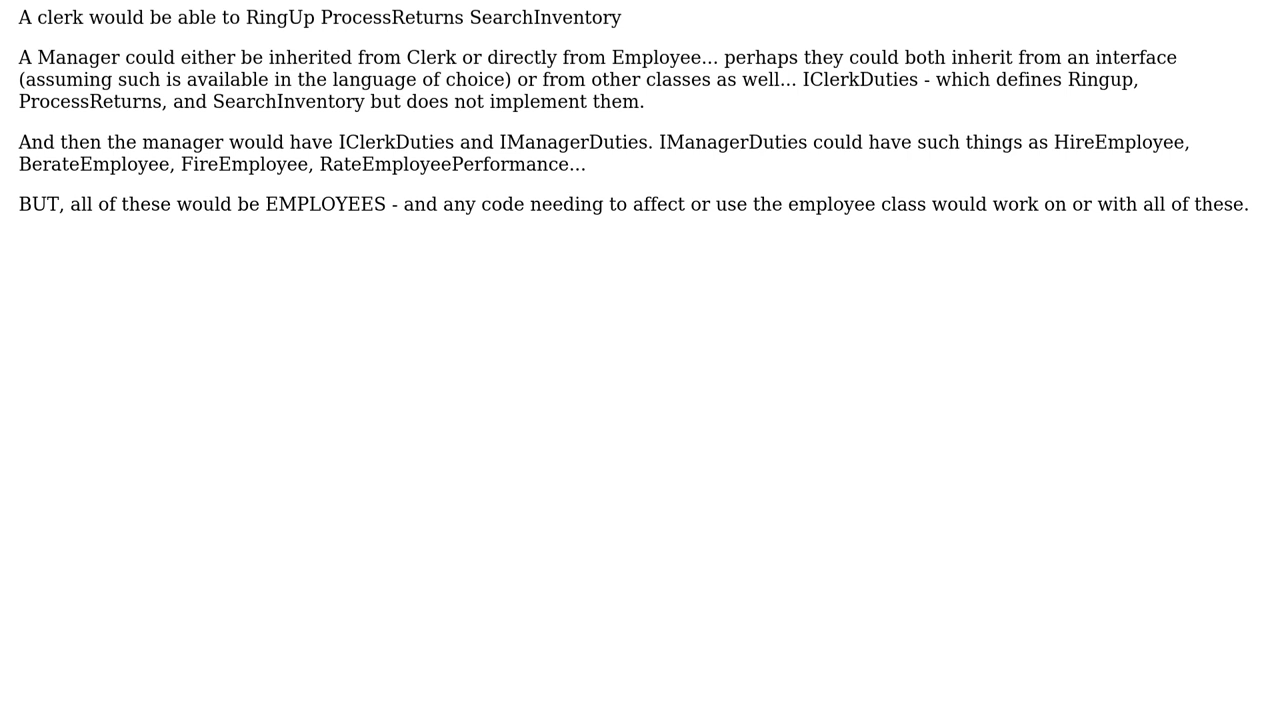 A clerk would be able to RingUp ProcessReturns SearchInventory
A Manager could either be inherited from Clerk or directly from Employee... perhaps they could both inherit from an interface
(assuming such is available in the language of choice) or from other classes as well... IClerkDuties - which defines Ringup,
ProcessReturns, and SearchInventory but does not implement them.
And then the manager would have IClerkDuties and IManagerDuties. IManagerDuties could have such things as HireEmployee,
BerateEmployee, FireEmployee, RateEmployeePerformance...
BUT, all of these would be EMPLOYEES - and any code needing to affect or use the employee class would work on or with all of these.